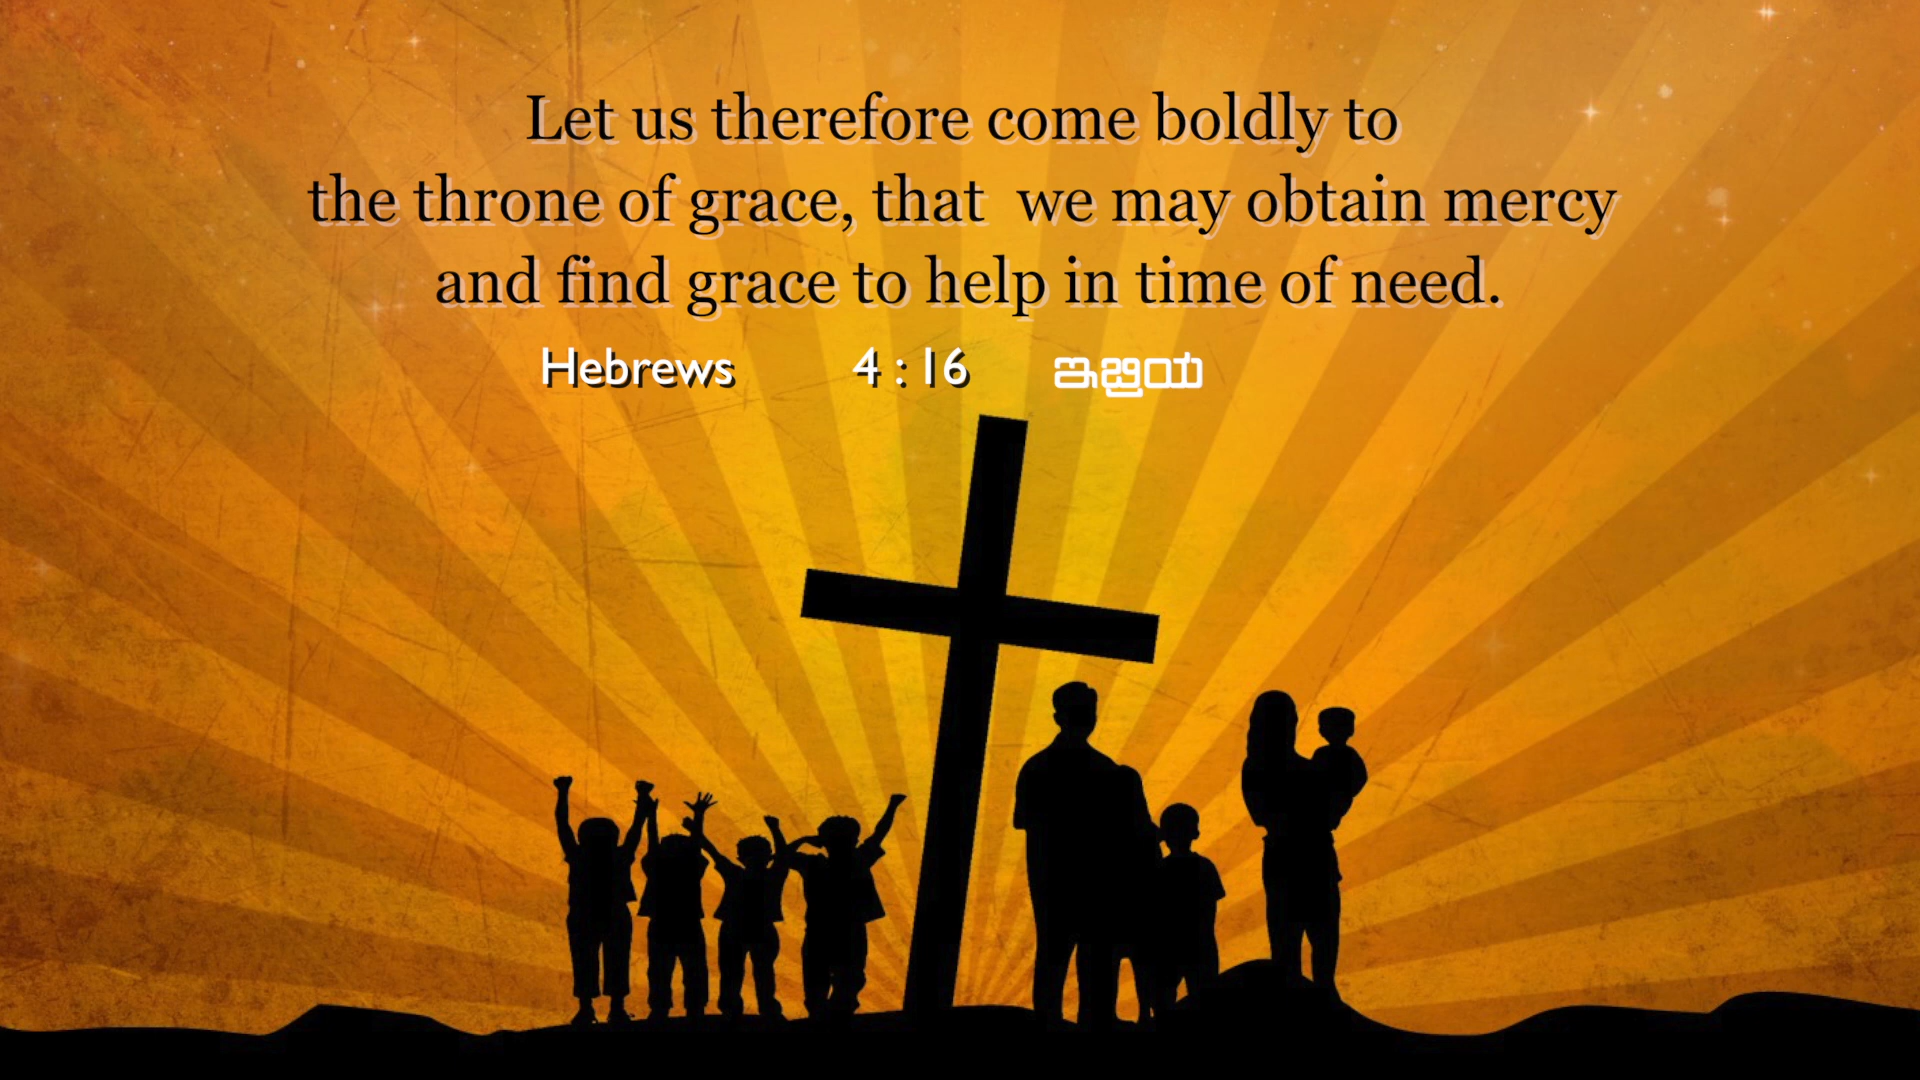 Let us therefore come boldly to
the throne of grace, that we may obtain mercy
and find grace to help in time of need.
Hebrews 4 : 16